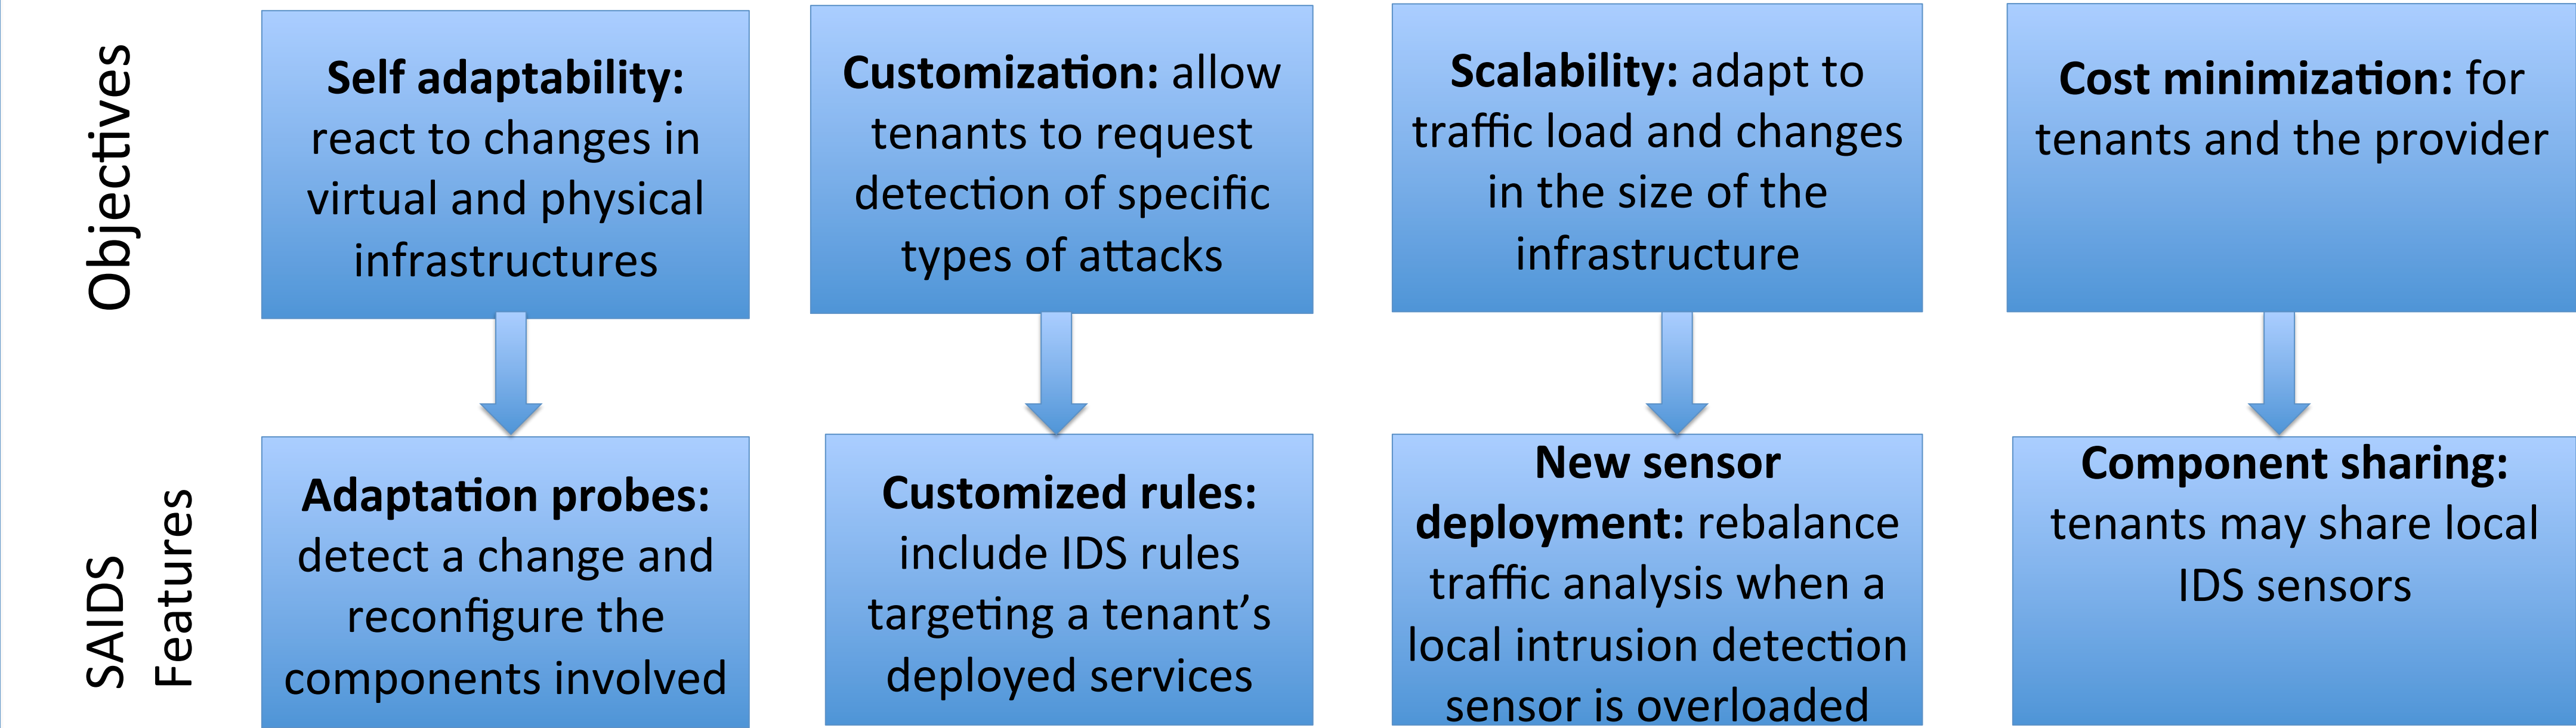 Objectives
Self adaptability:
react to changes in
virtual and physical
infrastructures
Customization: allow
tenants to request
detection of specific
types of attacks
Scalability: adapt to
traffic load and changes
in the size of the
infrastructure
Cost minimization: for
tenants and the provider
SAIDS
Features
Adaptation probes:
detect a change and
reconfigure the
components involved
Customized rules:
include IDS rules
targeting a tenant’s
deployed services
New sensor
deployment: rebalance
traffic analysis when a
local intrusion detection
sensor is overloaded
Component sharing:
tenants may share local
IDS sensors